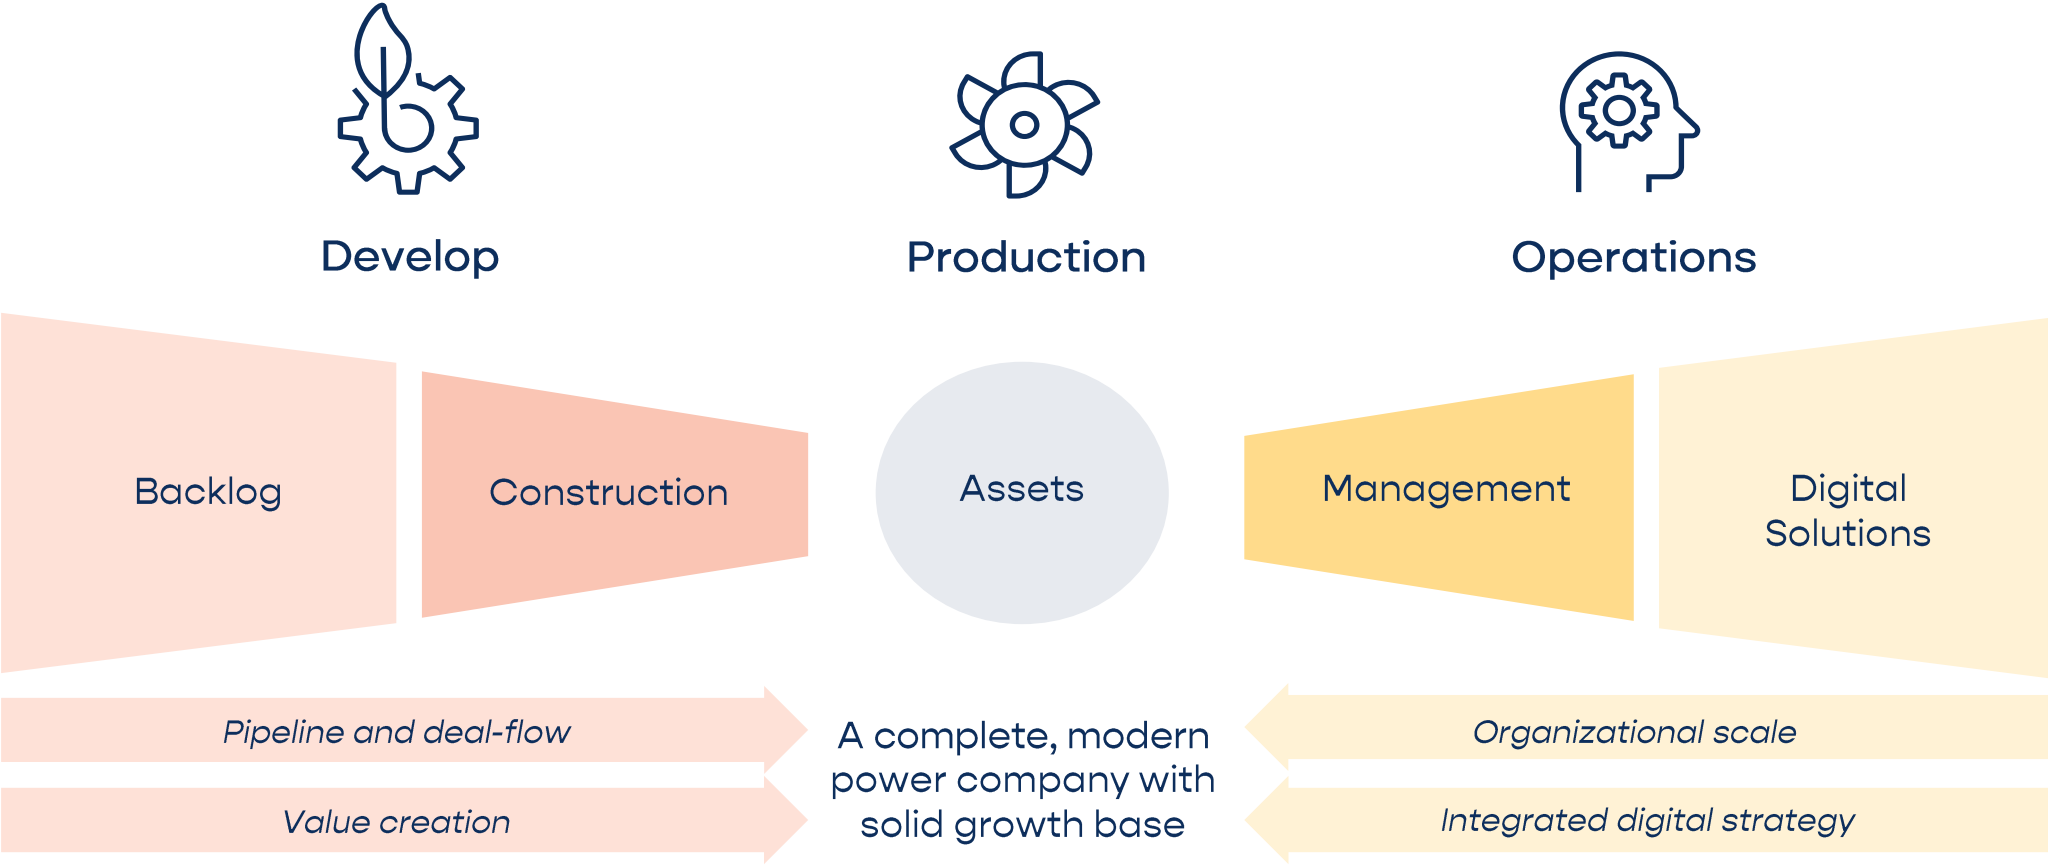 Develop
Production
Operations
Backlog
Construction
Assets
Management
Digital
Solutions
Pipeline and deal-flow
Value creation
A complete, modern
power company with
solid growth base
Organizational scale
Integrated digital strategy